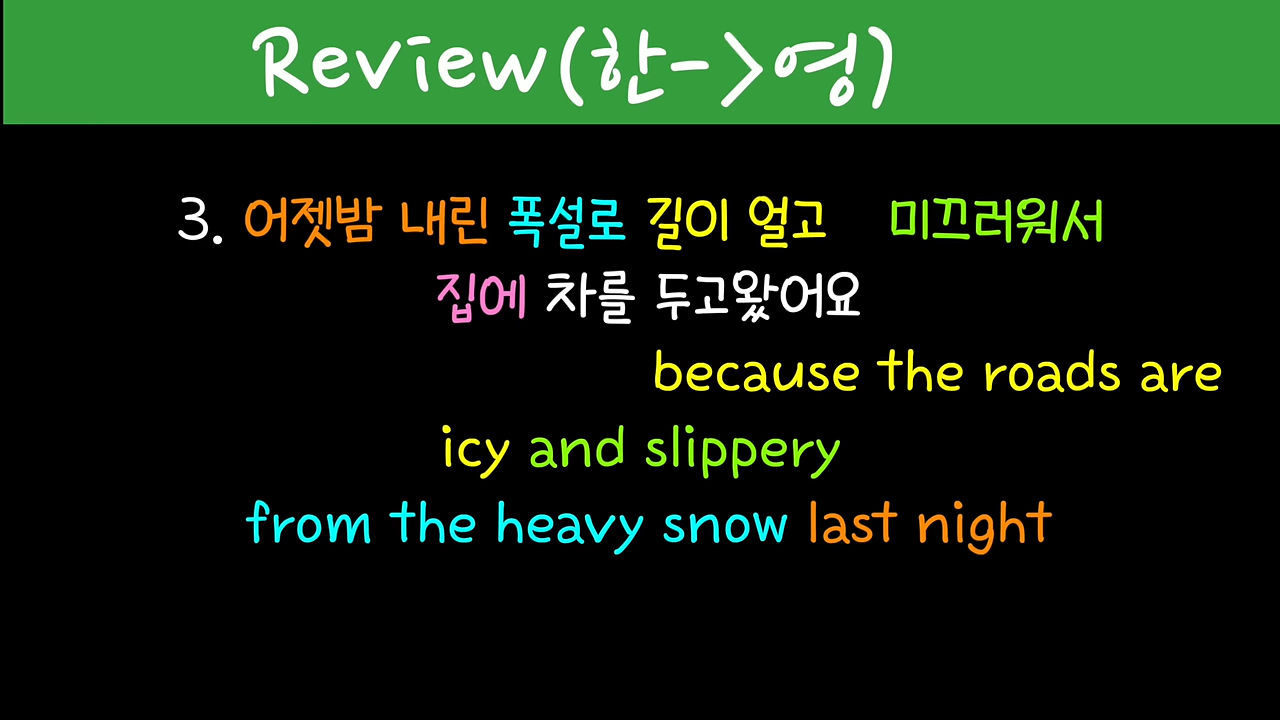 Review(한->영)
3. 어젯밤 내린 폭설로 길이 얼고 미끄러워서
집에 차를 두고왔어요
because the roads are
icy and slippery
from the heavy snow last night